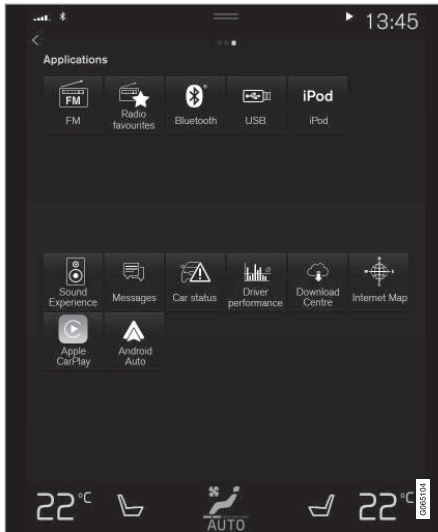 13:45
Applications
FM
FM
Radio
favourites
Bluetooth
USB
iPod
iPod
Sound
Experience
Messages
Car status
Driver
performance
Download
Centre
Internet Map
Apple
CarPlay
Android
Auto
22°C
AUTO
22°C
G065104